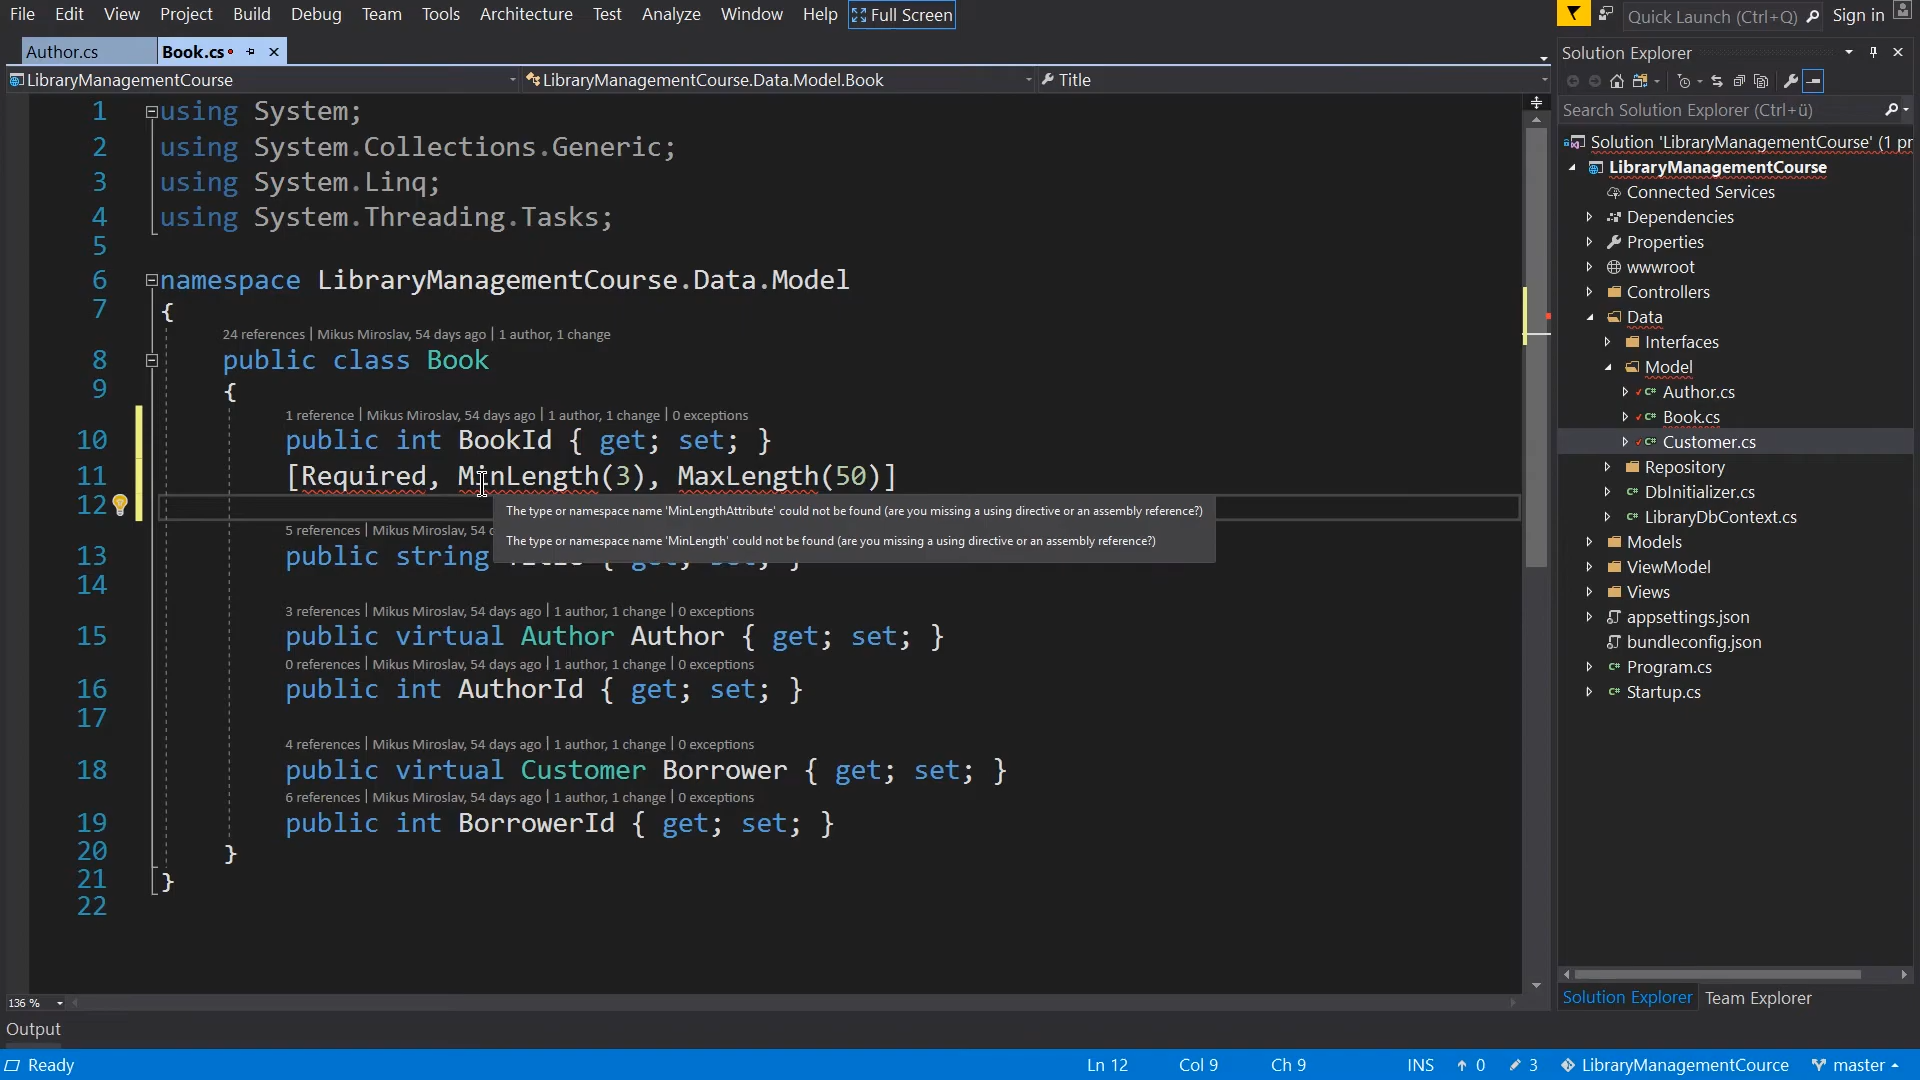 File Edit View Project Build Debug Team Tools Architecture Test Analyze Window Help Full Screen
Quick Launch (Ctrl+Q) Sign in
Author.cs Book.cs
LibraryManagementCourse LibraryManagementCourse.Data.Model.Book Title
1 using System;
2 using System.Collections.Generic;
3 using System.Linq;
4 using System.Threading.Tasks;
5
6 namespace LibraryManagementCourse.Data.Model
7 {
24 references | Mikus Miroslav, 54 days ago | 1 author, 1 change
8 public class Book
9 {
1 reference | Mikus Miroslav, 54 days ago | 1 author, 1 change | 0 exceptions
10 public int BookId { get; set; }
11 [Required, MinLength(3), MaxLength(50)]
12
The type or namespace name 'MinLengthAttribute' could not be found (are you missing a using directive or an assembly reference?)
The type or namespace name 'MinLength' could not be found (are you missing a using directive or an assembly reference?)
5 references | Mikus Miroslav, 54 d
13 public string Title { get; set; }
14
3 references | Mikus Miroslav, 54 days ago | 1 author, 1 change | 0 exceptions
15 public virtual Author Author { get; set; }
0 references | Mikus Miroslav, 54 days ago | 1 author, 1 change | 0 exceptions
16 public int AuthorId { get; set; }
17
4 references | Mikus Miroslav, 54 days ago | 1 author, 1 change | 0 exceptions
18 public virtual Customer Borrower { get; set; }
6 references | Mikus Miroslav, 54 days ago | 1 author, 1 change | 0 exceptions
19 public int BorrowerId { get; set; }
20 }
21 }
22
136 %
Output
Solution Explorer
Search Solution Explorer (Ctrl+ü)
Solution 'LibraryManagementCourse' (1 pr
LibraryManagementCourse
Connected Services
Dependencies
Properties
wwwroot
Controllers
Data
Interfaces
Model
Author.cs
Book.cs
Customer.cs
Repository
DbInitializer.cs
LibraryDbContext.cs
Models
ViewModel
Views
appsettings.json
bundleconfig.json
Program.cs
Startup.cs
Solution Explorer Team Explorer
Ready Ln 12 Col 9 Ch 9 INS 0 3 LibraryManagementCource master